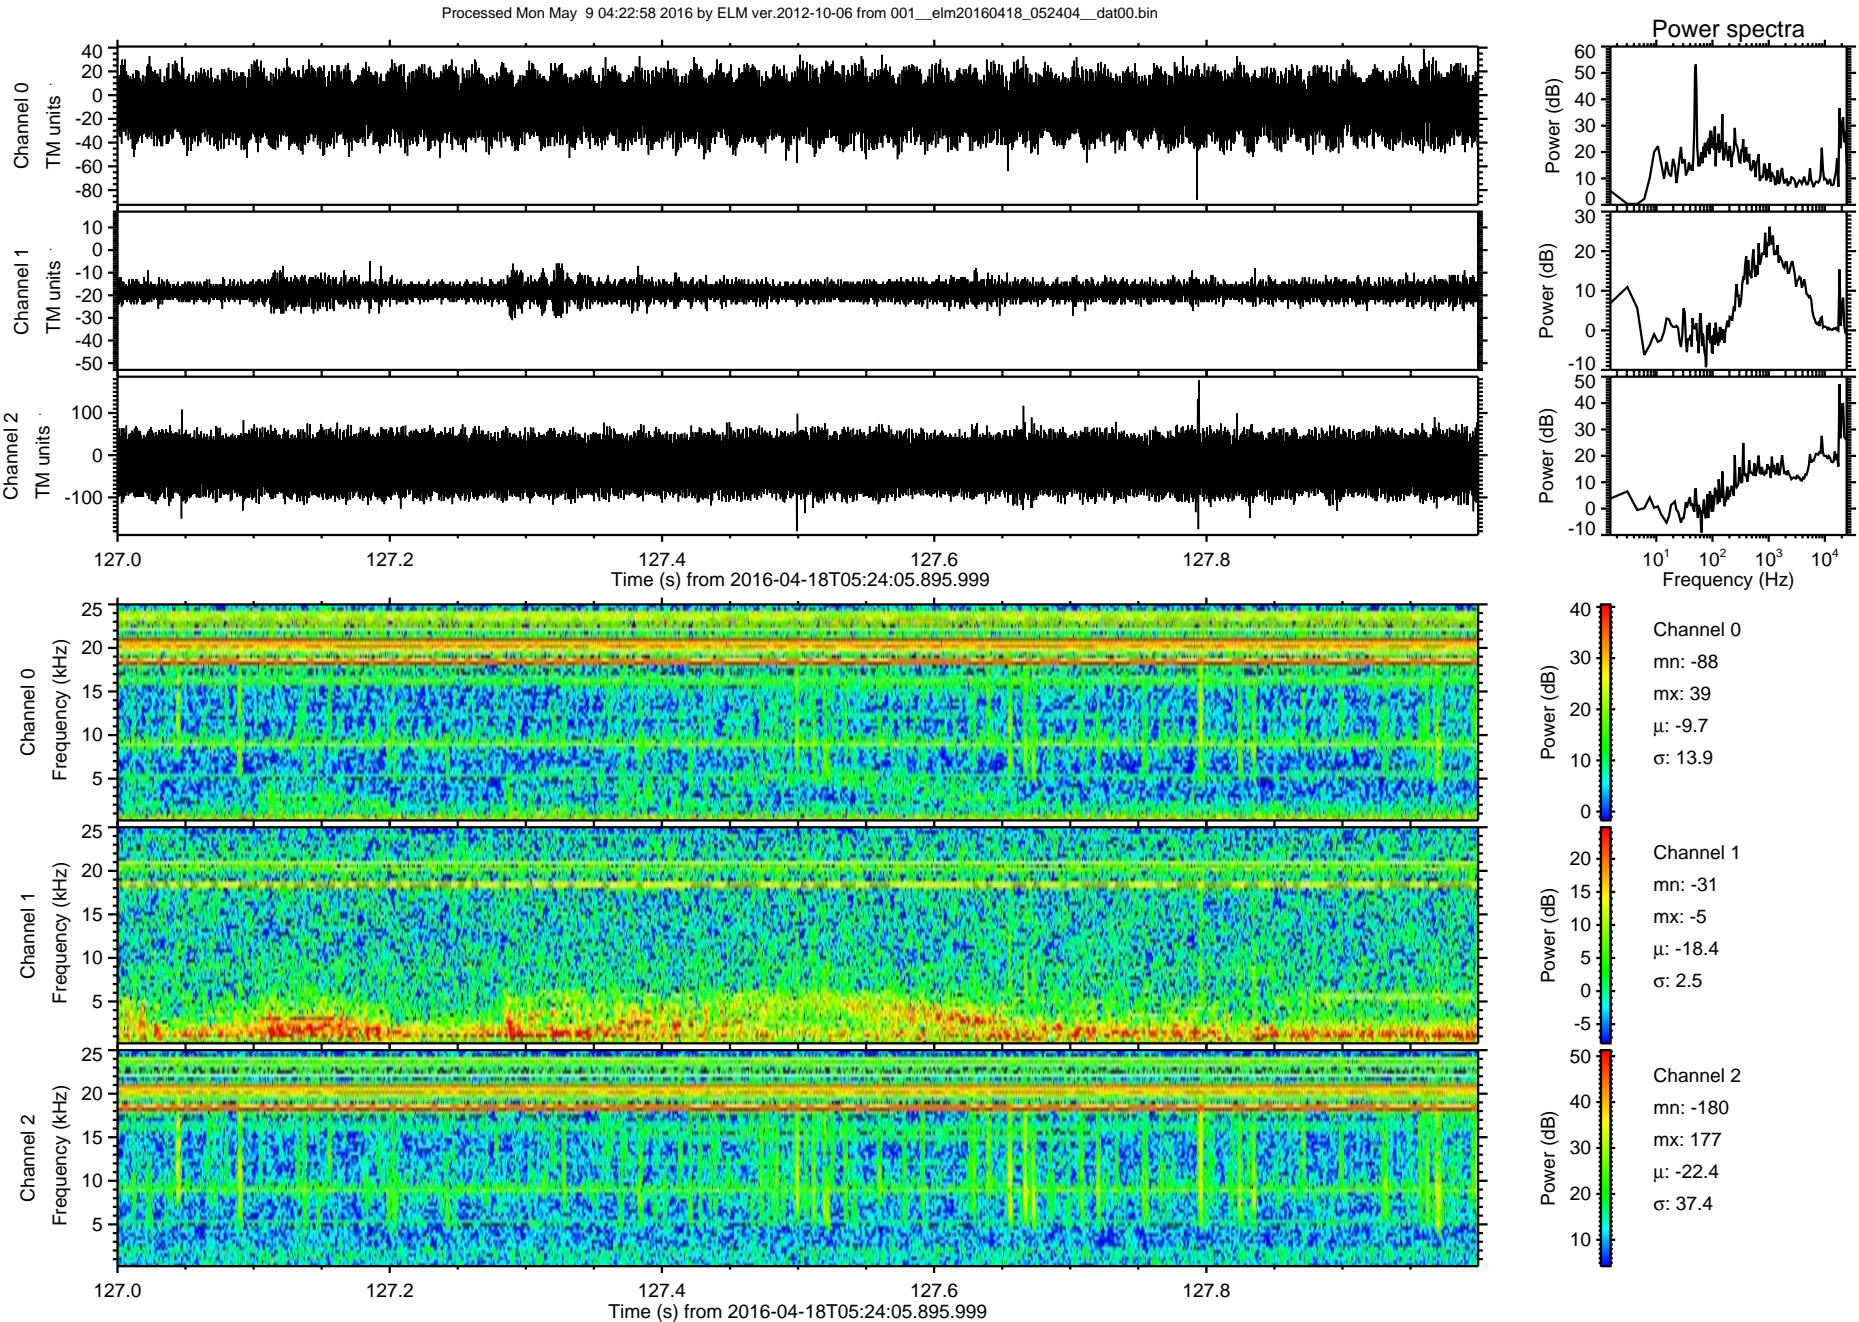 Processed Mon May  9 04:22:58 2016 by ELM ver.2012-10-06 from 001__elm20160418_052404__dat00.bin
Power spectra
Channel 0
TM units
40
20
0
-20
-40
-60
-80
Power (dB)
60
50
40
30
20
10
0
Channel 1
TM units
10
0
-10
-20
-30
-40
-50
Power (dB)
30
20
10
0
-10
Channel 2
TM units
100
0
-100
Power (dB)
50
40
30
20
10
0
-10
127.0 127.2 127.4 127.6 127.8
Time (s) from 2016-04-18T05:24:05.895.999
10¹ 10² 10³ 10⁴
Frequency (Hz)
Channel 0
Frequency (kHz)
25
20
15
10
5
Power (dB)
40
30
20
10
0
Channel 0
mn: -88
mx: 39
μ: -9.7
σ: 13.9
Channel 1
Frequency (kHz)
25
20
15
10
5
Power (dB)
20
15
10
5
0
-5
Channel 1
mn: -31
mx: -5
μ: -18.4
σ: 2.5
Channel 2
Frequency (kHz)
25
20
15
10
5
Power (dB)
50
40
30
20
10
Channel 2
mn: -180
mx: 177
μ: -22.4
σ: 37.4
127.0 127.2 127.4 127.6 127.8
Time (s) from 2016-04-18T05:24:05.895.999